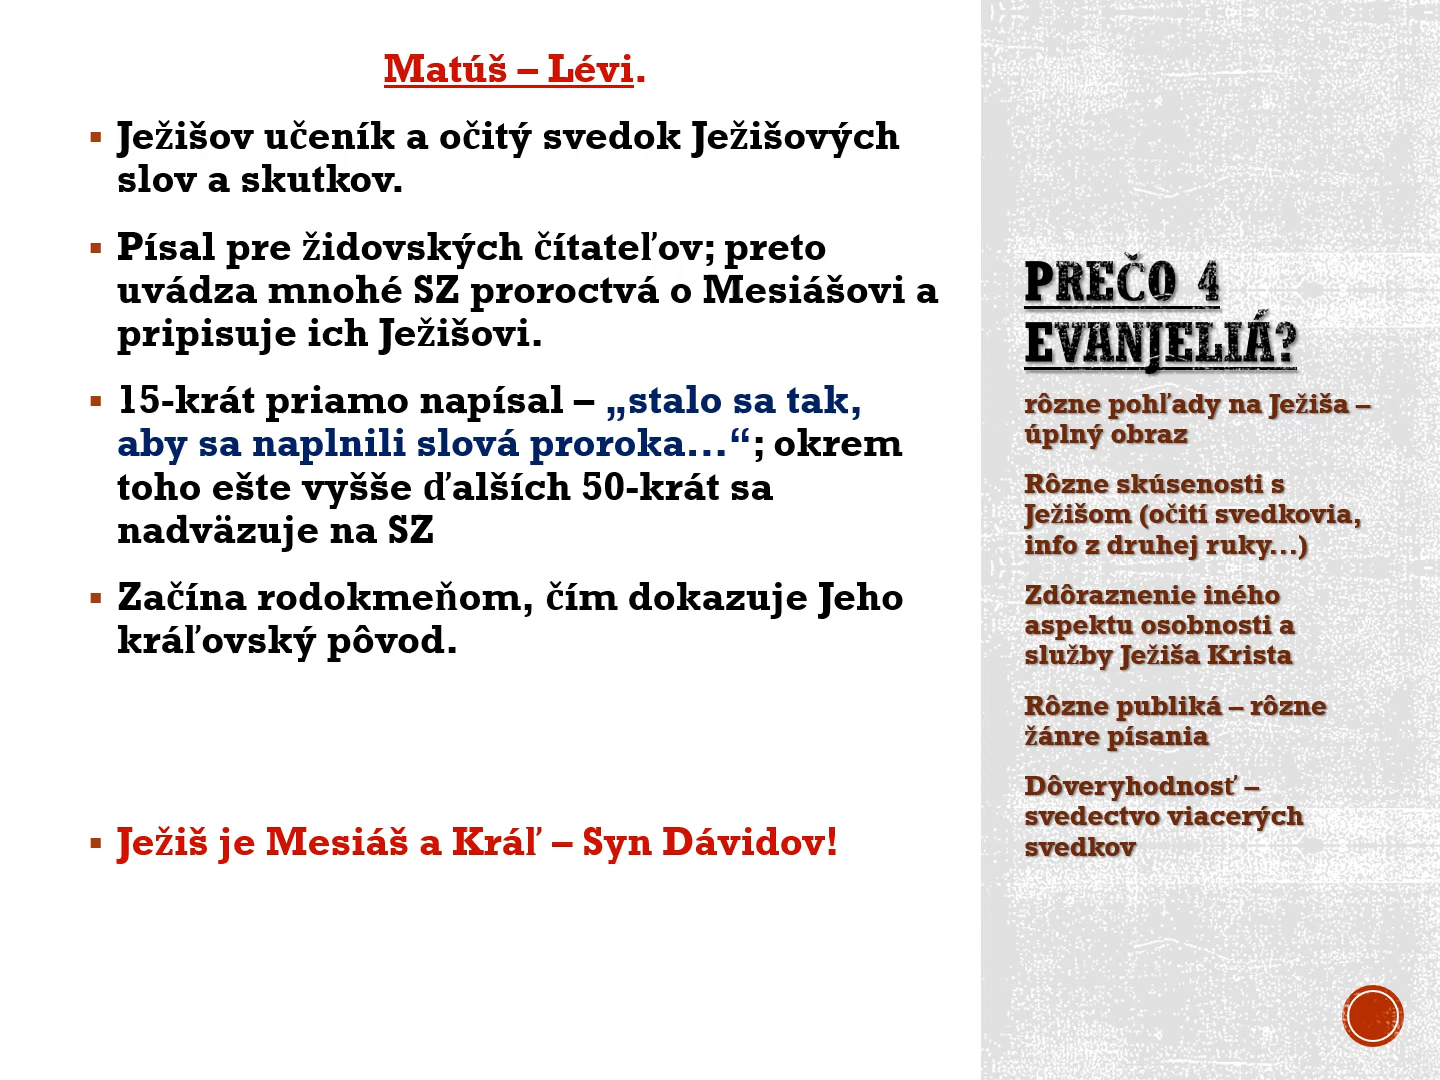 Matúš – Lévi.
Ježišov učeník a očitý svedok Ježišových
slov a skutkov.
Písal pre židovských čítateľov; preto
uvádza mnohé SZ proroctvá o Mesiášovi a
pripisuje ich Ježišovi.
15-krát priamo napísal – „stalo sa tak,
aby sa naplnili slová proroka…“; okrem
toho ešte vyšše ďalších 50-krát sa
nadväzuje na SZ
Začína rodokmeňom, čím dokazuje Jeho
kráľovský pôvod.
Ježiš je Mesiáš a Kráľ – Syn Dávidov!
PREČO 4
EVANJELIÁ?
rôzne pohľady na Ježiša –
úplný obraz
Rôzne skúsenosti s
Ježišom (očití svedkovia,
info z druhej ruky…)
Zdôraznenie iného
aspektu osobnosti a
služby Ježiša Krista
Rôzne publiká – rôzne
žánre písania
Dôveryhodnosť –
svedectvo viacerých
svedkov